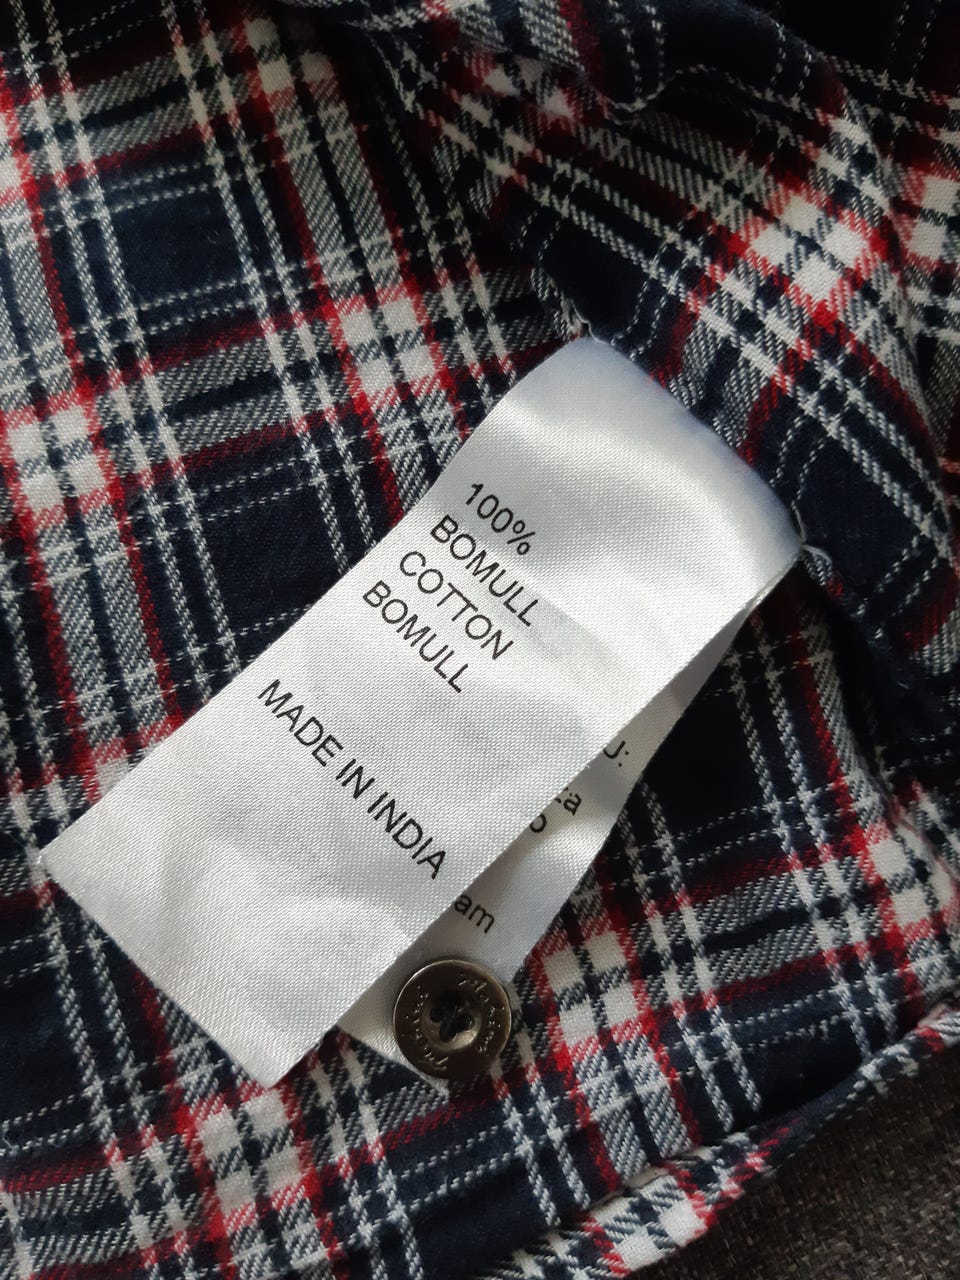 100%
BOMULL
COTTON
BOMULL
MADE IN INDIA